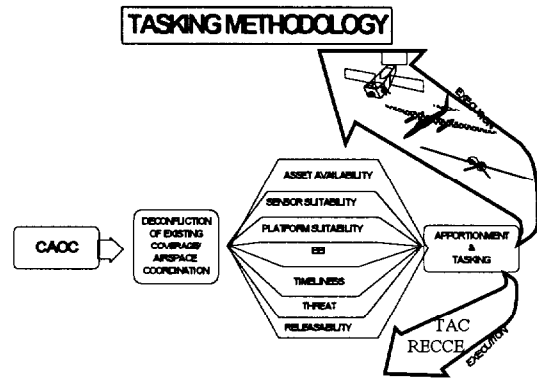 TASKING METHODOLOGY
EXECUTION
CAOC
DECONFLICTION
OF EXISTING
COVERAGE/
AIRSPACE
COORDINATION
ASSET AVAILABILITY
SENSOR SUITABILITY
PLATFORM SUITABILITY
EEI
TIMELINESS
THREAT
RELEASABILITY
APPORTIONMENT
&
TASKING
TAC
RECCE
EXECUTION